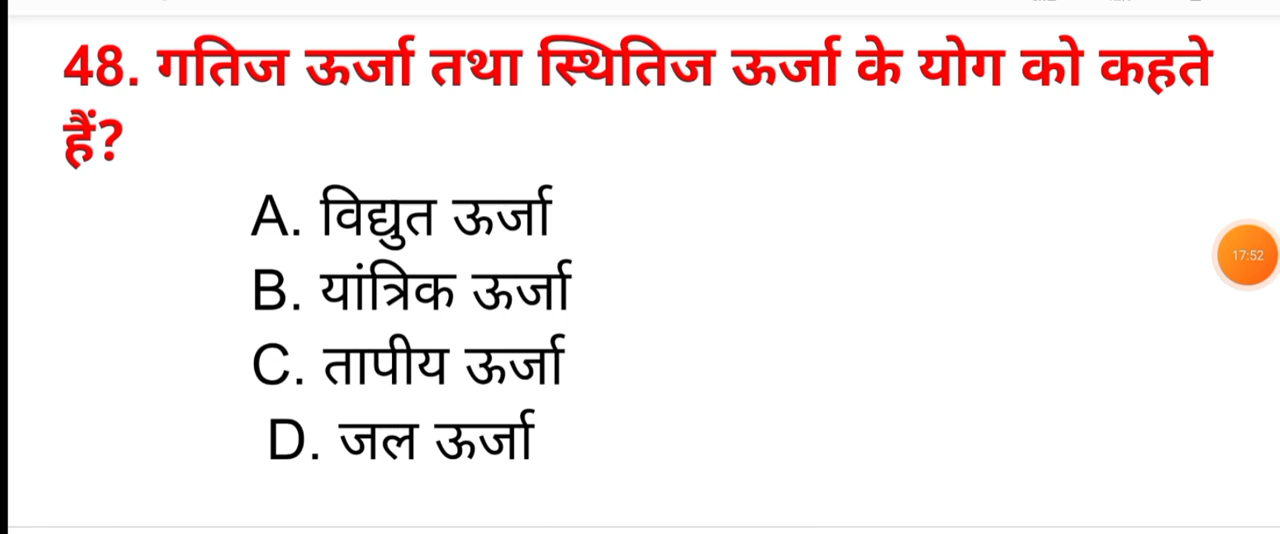 48. गतिज ऊर्जा तथा स्थितिज ऊर्जा के योग को कहते
हैं?
A. विद्युत ऊर्जा
B. यांत्रिक ऊर्जा
C. तापीय ऊर्जा
D. जल ऊर्जा
17:52